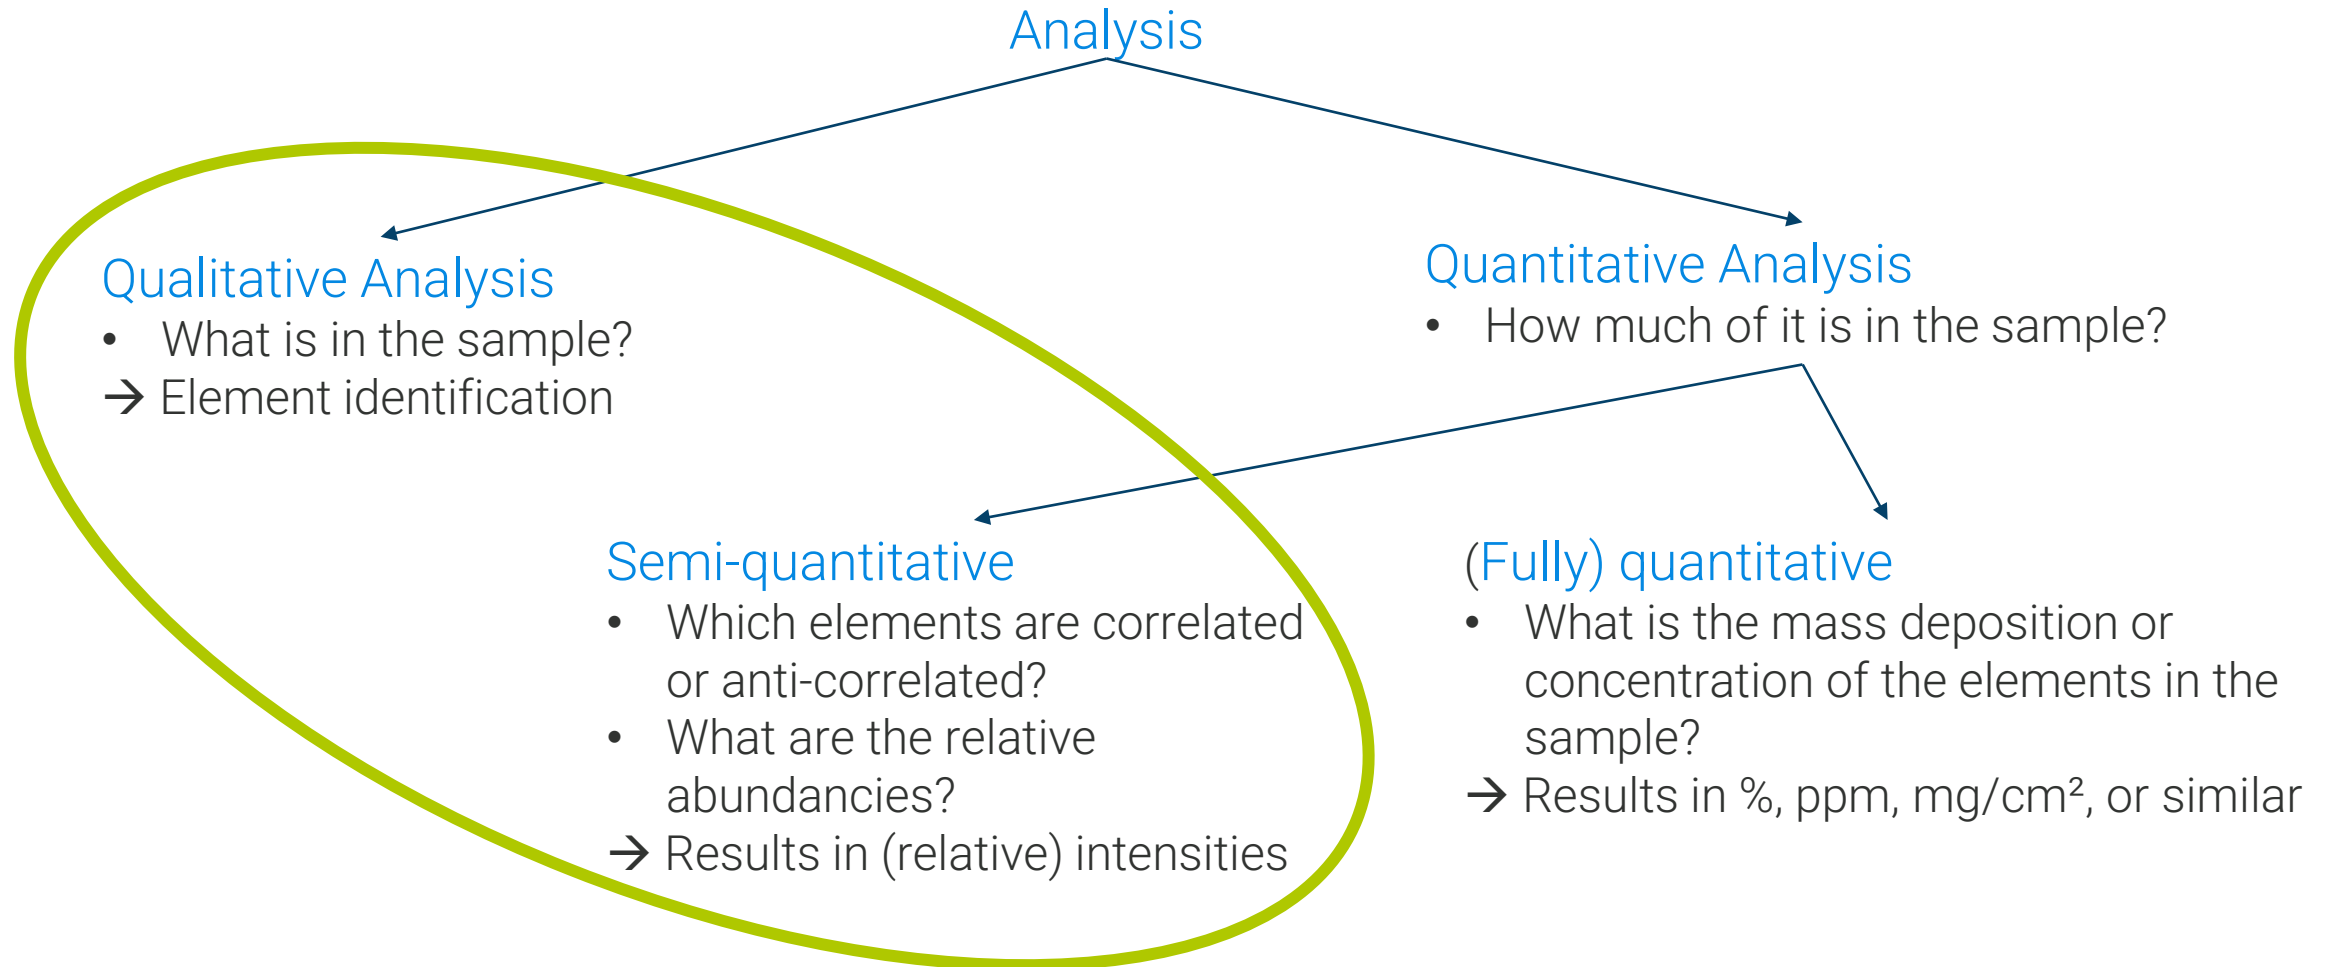 Analysis
Qualitative Analysis
• What is in the sample?
→ Element identification
Quantitative Analysis
• How much of it is in the sample?
Semi-quantitative
• Which elements are correlated
or anti-correlated?
• What are the relative
abundancies?
→ Results in (relative) intensities
(Fully) quantitative
• What is the mass deposition or
concentration of the elements in the
sample?
→ Results in %, ppm, mg/cm², or similar